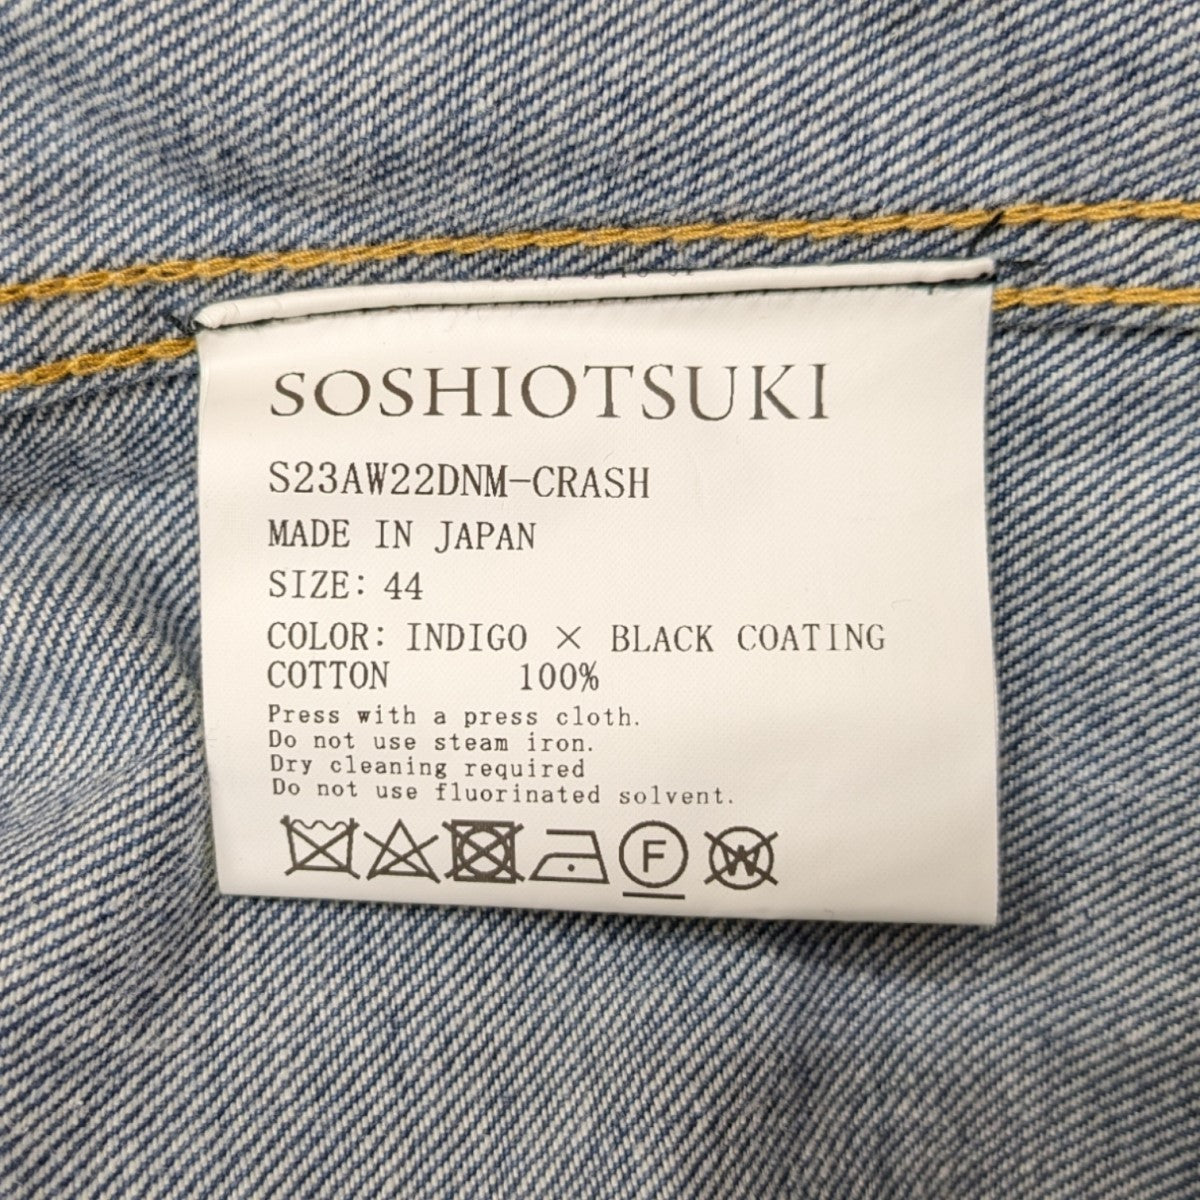 SOSHIOTSUKI
S23AW22DNM-CRASH
MADE IN JAPAN
SIZE: 44
COLOR: INDIGO × BLACK COATING
COTTON 100%
Press with a press cloth.
Do not use steam iron.
Dry cleaning required
Do not use fluorinated solvent.
F W